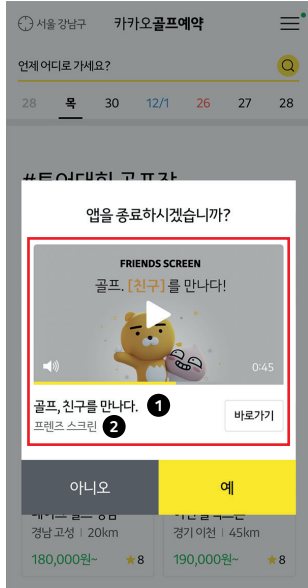 서울 강남구 카카오골프예약
언제 어디로 가세요?
28 목 30 12/1 26 27 28
앱을 종료하시겠습니까?
FRIENDS SCREEN
골프. [친구]를 만나다!
0:45
골프, 친구를 만나다. 1
프렌즈 스크린 2
바로가기
아니오 예
경남 고성 | 20km 경기 이천 | 45km
180,000원~ ★8 190,000원~ ★8